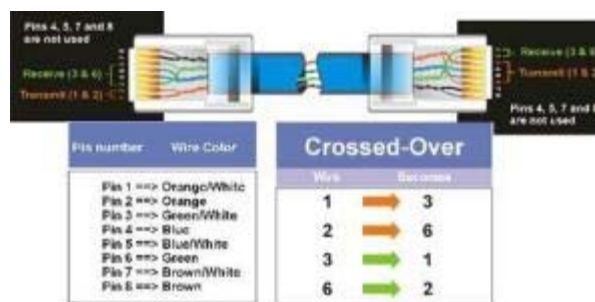 Pins 4, 5, 7 and 8
are not used
Receive (3 & 6)
Transmit (1 & 2)
Receive (3 & 6
Transmit (1 & 2
Pins 4, 5, 7 and 8
are not used
Pin number Wire Color
Pin 1 ==> Orange/White
Pin 2 ==> Orange
Pin 3 ==> Green/White
Pin 4 ==> Blue
Pin 5 ==> Blue/White
Pin 6 ==> Green
Pin 7 ==> Brown/White
Pin 8 ==> Brown
Crossed-Over
Wire Becomes
1 3
2 6
3 1
6 2